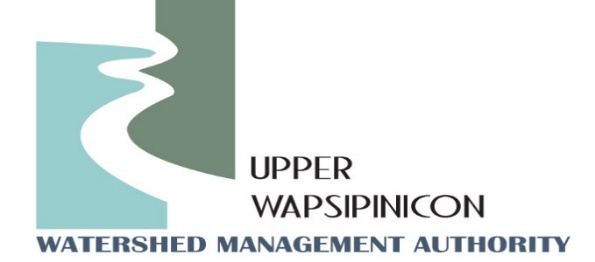 UPPER
WAPSIPINICON
WATERSHED MANAGEMENT AUTHORITY